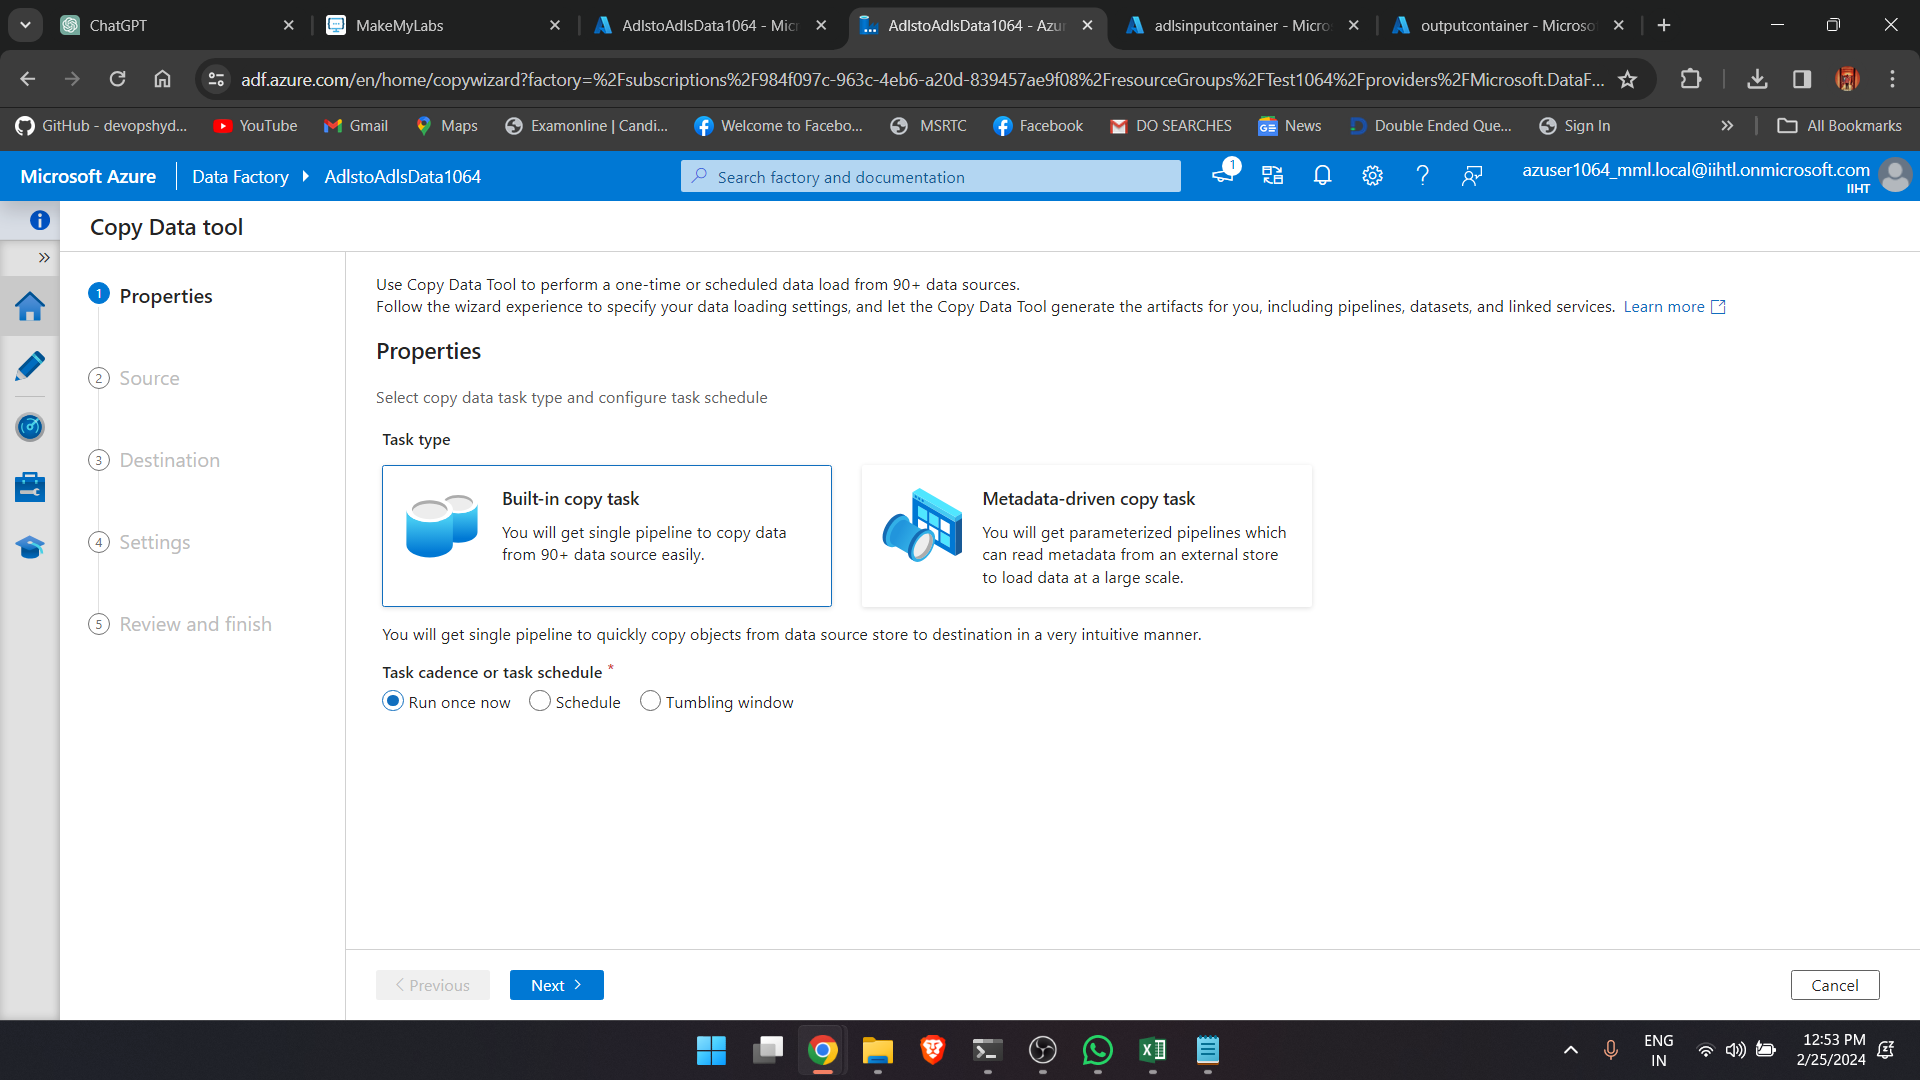 ChatGPT
MakeMyLabs
AdlstoAdlsData1064 - Micr
AdlstoAdlsData1064 - Azur
adlsinputcontainer - Micro
outputcontainer - Microso
adf.azure.com/en/home/copywizard?factory=%2Fsubscriptions%2F984f097c-963c-4eb6-a20d-839457ae9f08%2FresourceGroups%2FTest1064%2Fproviders%2FMicrosoft.DataF...
GitHub - devopshyd...
YouTube
Gmail
Maps
Examonline | Candi...
Welcome to Facebo...
MSRTC
Facebook
DO SEARCHES
News
Double Ended Que...
Sign In
All Bookmarks
Microsoft Azure
Data Factory
AdlstoAdlsData1064
Search factory and documentation
1
azuser1064_mml.local@iihtl.onmicrosoft.com
IIHT
Copy Data tool
1 Properties
2 Source
3 Destination
4 Settings
5 Review and finish
Use Copy Data Tool to perform a one-time or scheduled data load from 90+ data sources.
Follow the wizard experience to specify your data loading settings, and let the Copy Data Tool generate the artifacts for you, including pipelines, datasets, and linked services. Learn more
Properties
Select copy data task type and configure task schedule
Task type
Built-in copy task
You will get single pipeline to copy data
from 90+ data source easily.
Metadata-driven copy task
You will get parameterized pipelines which
can read metadata from an external store
to load data at a large scale.
You will get single pipeline to quickly copy objects from data source store to destination in a very intuitive manner.
Task cadence or task schedule *
Run once now
Schedule
Tumbling window
Previous
Next
Cancel
ENG
IN
12:53 PM
2/25/2024